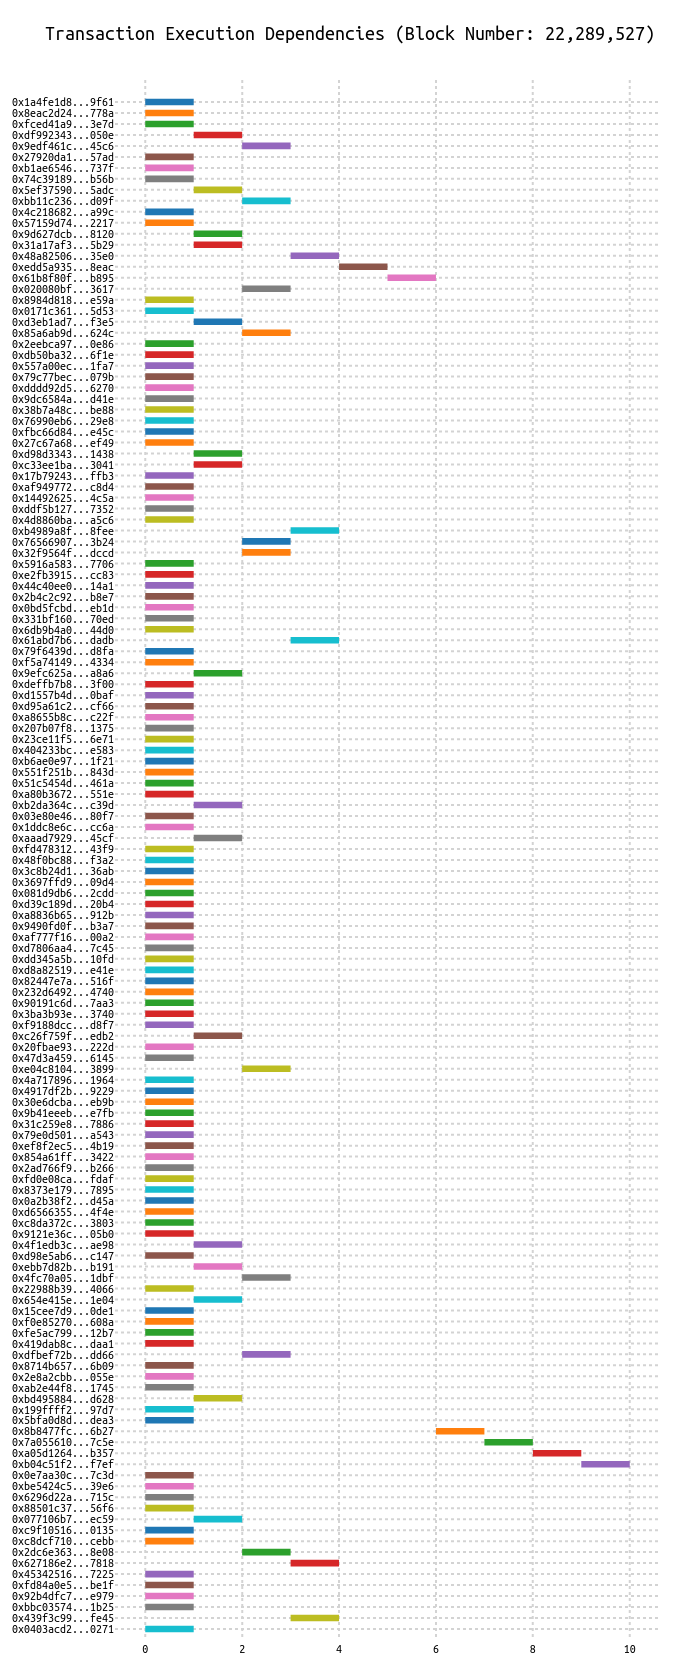 Transaction Execution Dependencies (Block Number: 22,289,527)
0x1a4fe1d8...9f61
0x8eac2d24...778a
0xfced41a9...3e7d
0xdf992343...050e
0x9edf461c...45c6
0x27920da1...57ad
0xb1ae6546...737f
0x74c39189...b56b
0x5ef37590...5adc
0xbb11c236...d09f
0x4c218682...a99c
0x57159d74...2217
0x9d627dcb...8120
0x31a17af3...5b29
0x48a82506...35e0
0xedd5a935...8eac
0x61b8f80f...b895
0x020080bf...3617
0x8984d818...e59a
0x0171c361...5d53
0xd3eb1ad7...f3e5
0x85a6ab9d...624c
0x2eebca97...0e86
0xdb50ba32...6f1e
0x557a00ec...1fa7
0x79c77bec...079b
0xdddd92d5...6270
0x9dc6584a...d41e
0x38b7a48c...be88
0x76990eb6...29e8
0xfbc66d84...e45c
0x27c67a68...ef49
0xd98d3343...1438
0xc33ee1ba...3041
0x17b79243...ffb3
0xaf949772...c8d4
0x14492625...4c5a
0xddf5b127...7352
0x4d8860ba...a5c6
0xb4989a8f...8fee
0x76566907...3b24
0x32f9564f...dccd
0x5916a583...7706
0xe2fb3915...cc83
0x44c40ee0...14a1
0x2b4c2c92...b8e7
0x0bd5fcbd...eb1d
0x331bf160...70ed
0x6db9b4a0...44d0
0x61abd7b6...dadb
0x79f6439d...d8fa
0xf5a74149...4334
0x9efc625a...a8a6
0xdeffb7b8...3f00
0xd1557b4d...0baf
0xd95a61c2...cf66
0xa8655b8c...c22f
0x207b07f8...1375
0x23ce11f5...6e71
0x404233bc...e583
0xb6ae0e97...1f21
0x551f251b...843d
0x51c5454d...461a
0xa80b3672...551e
0xb2da364c...c39d
0x03e80e46...80f7
0x1ddc8e6c...cc6a
0xaaad7929...45cf
0xfd478312...43f9
0x48f0bc88...f3a2
0x3c8b24d1...36ab
0x3697ffd9...09d4
0x081d9db6...2cdd
0xd39c189d...20b4
0xa8836b65...912b
0x9490fd0f...b3a7
0xaf777f16...00a2
0xd7806aa4...7c45
0xdd345a5b...10fd
0xd8a82519...e41e
0x82447e7a...516f
0x232d6492...4740
0x90191c6d...7aa3
0x3ba3b93e...3740
0xf9188dcc...d8f7
0xc26f759f...edb2
0x20fbae93...222d
0x47d3a459...6145
0xe04c8104...3899
0x4a717896...1964
0x4917df2b...9229
0x30e6dcba...eb9b
0x9b41eeeb...e7fb
0x31c259e8...7886
0x79e0d501...a543
0xef8f2ec5...4b19
0x854a61ff...3422
0x2ad766f9...b266
0xfd0e08ca...fdaf
0x8373e179...7895
0x0a2b38f2...d45a
0xd6566355...4f4e
0xc8da372c...3803
0x9121e36c...05b0
0x4f1edb3c...ae98
0xd98e5ab6...c147
0xebb7d82b...b191
0x4fc70a05...1dbf
0x22988b39...4066
0x654e415e...1e04
0x15cee7d9...0de1
0xf0e85270...608a
0xfe5ac799...12b7
0x419dab8c...daa1
0xdfbef72b...dd66
0x8714b657...6b09
0x2e8a2cbb...055e
0xab2e44f8...1745
0xbd495884...d628
0x199ffff2...97d7
0x5bfa0d8d...dea3
0x8b8477fc...6b27
0x7a055610...7c5e
0xa05d1264...b357
0xb04c51f2...f7ef
0x0e7aa30c...7c3d
0xbe5424c5...39e6
0x6296d22a...715c
0x88501c37...56f6
0x077106b7...ec59
0xc9f10516...0135
0xc8dcf710...cebb
0x2dc6e363...8e08
0x627186e2...7818
0x45342516...7225
0xfd84a0e5...be1f
0x92b4dfc7...e979
0xbbc03574...1b25
0x439f3c99...fe45
0x0403acd2...0271
0 2 4 6 8 10